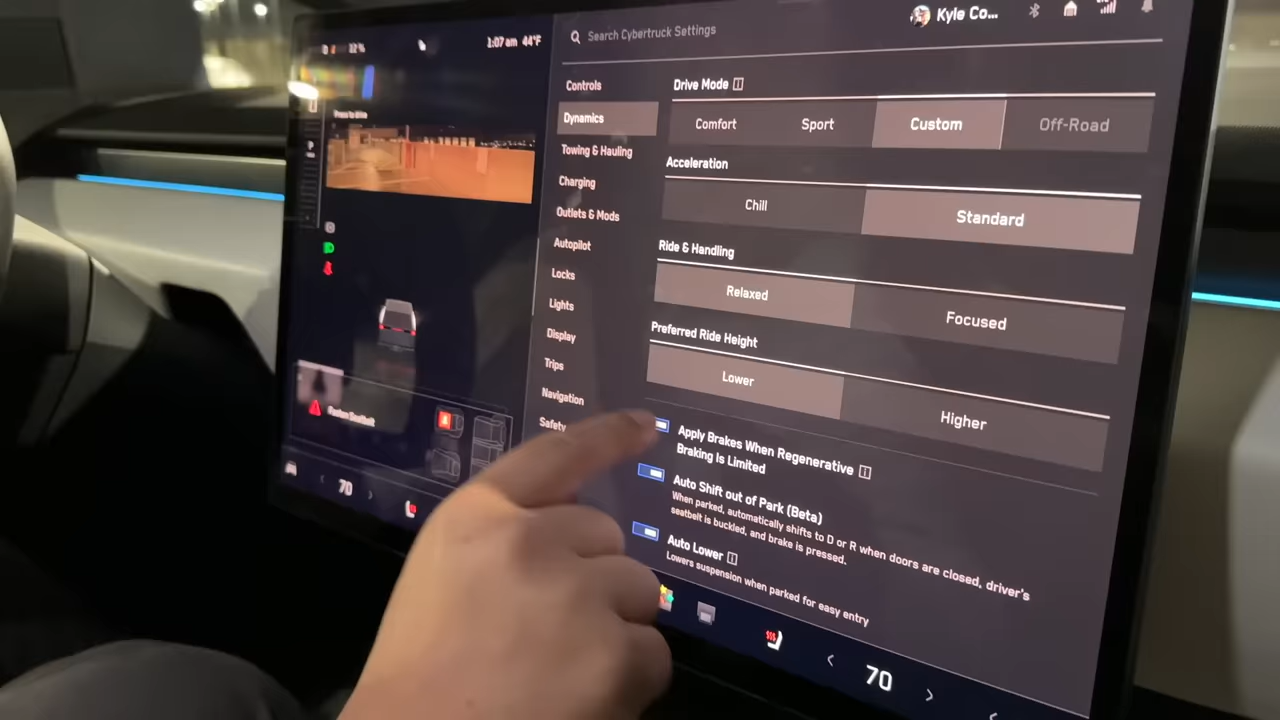 12 %
1:07 am 44°F
Search Cybertruck Settings
Kyle Co...
Controls
Dynamics
Towing & Hauling
Charging
Outlets & Mods
Autopilot
Locks
Lights
Display
Trips
Navigation
Safety
Drive Mode
Comfort
Sport
Custom
Off-Road
Acceleration
Chill
Standard
Ride & Handling
Relaxed
Focused
Preferred Ride Height
Lower
Higher
Apply Brakes When Regenerative
Braking Is Limited
Auto Shift out of Park (Beta)
When parked, automatically shifts to D or R when doors are closed, driver's
seatbelt is buckled, and brake is pressed.
Auto Lower
Lowers suspension when parked for easy entry
P
Fasten Seatbelt
70
70